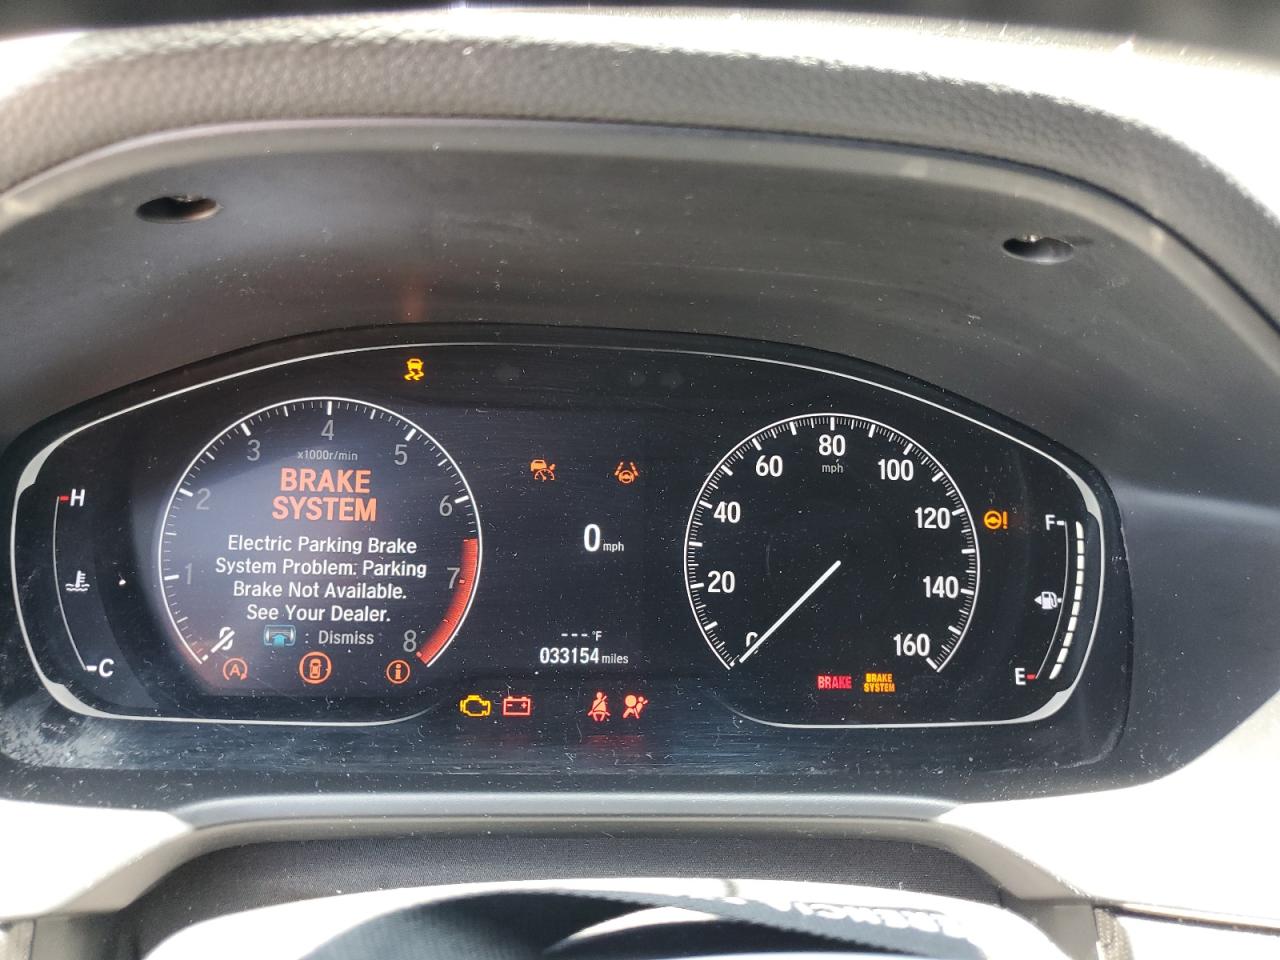 4
3
5
x1000r/min
BRAKE
SYSTEM
2
6
Electric Parking Brake
System Problem. Parking
Brake Not Available.
See Your Dealer.
: Dismiss
1
7
8
A
i
H
C
0 mph
---°F
033154 miles
80
mph
60
100
40
120
20
140
160
BRAKE
BRAKE
SYSTEM
!
F
E